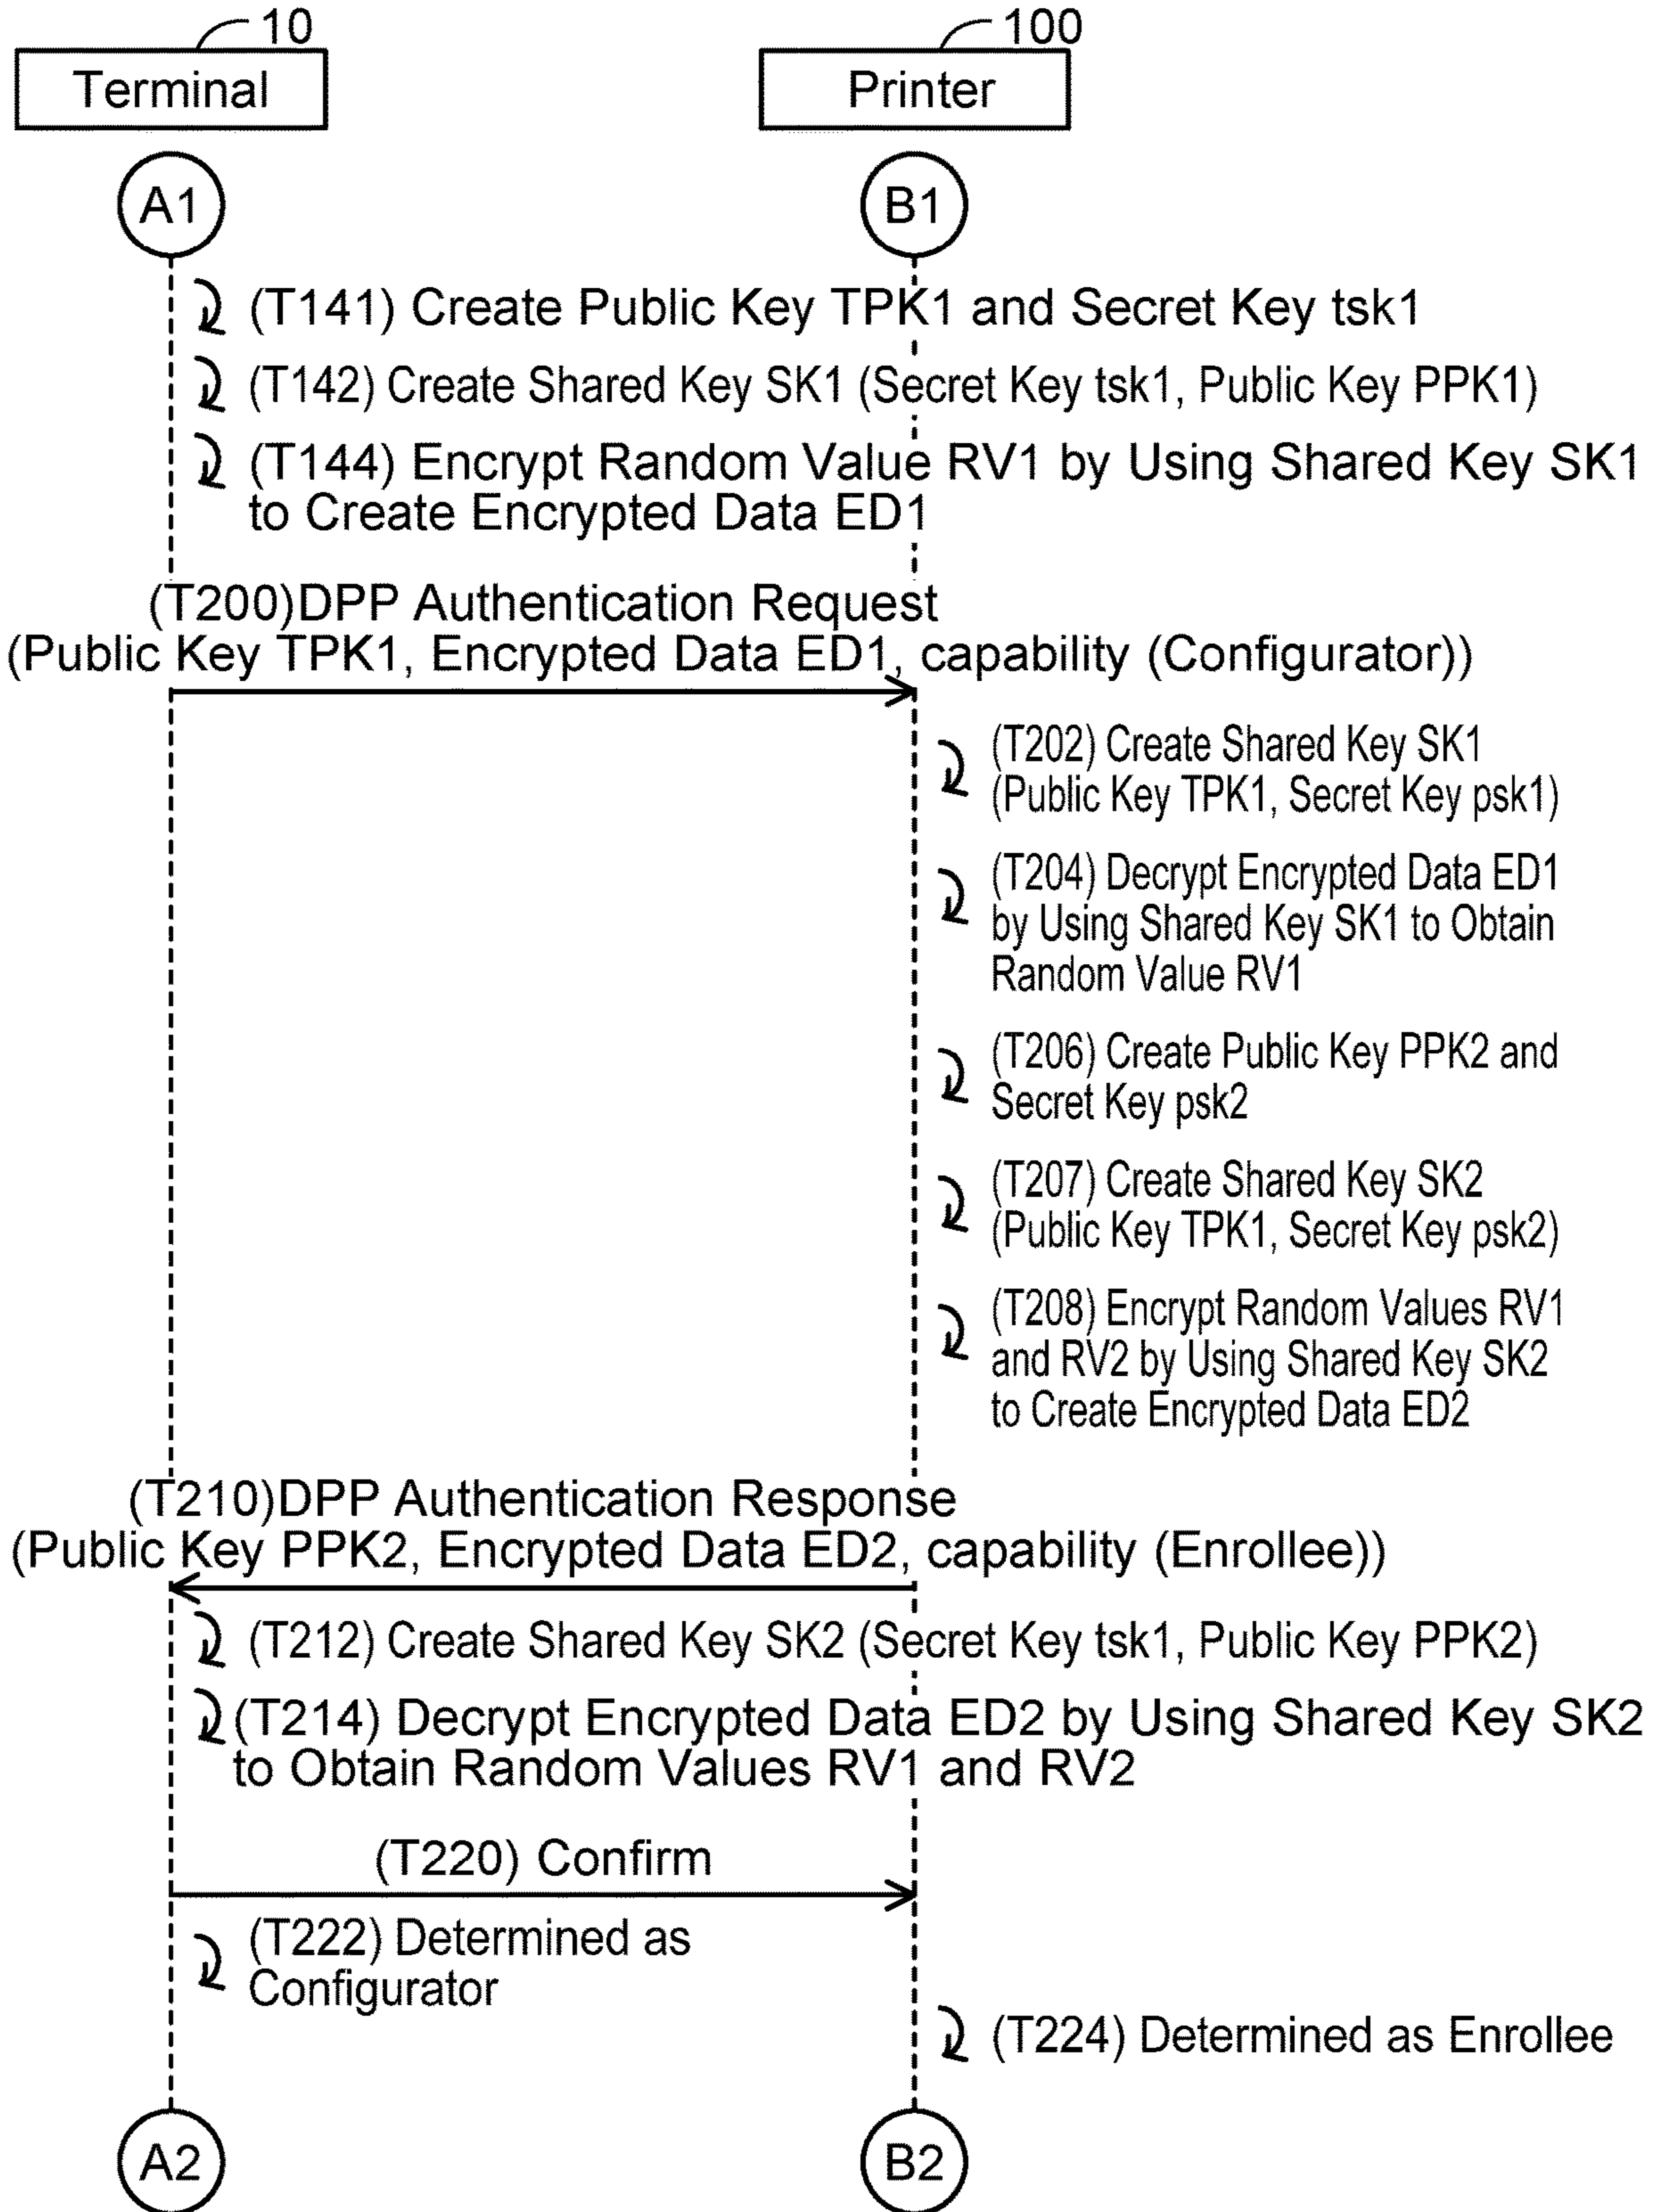 10
100
Terminal
Printer
A1
B1
(T141) Create Public Key TPK1 and Secret Key tsk1
(T142) Create Shared Key SK1 (Secret Key tsk1, Public Key PPK1)
(T144) Encrypt Random Value RV1 by Using Shared Key SK1
to Create Encrypted Data ED1
(T200)DPP Authentication Request
(Public Key TPK1, Encrypted Data ED1, capability (Configurator))
(T202) Create Shared Key SK1
(Public Key TPK1, Secret Key psk1)
(T204) Decrypt Encrypted Data ED1
by Using Shared Key SK1 to Obtain
Random Value RV1
(T206) Create Public Key PPK2 and
Secret Key psk2
(T207) Create Shared Key SK2
(Public Key TPK1, Secret Key psk2)
(T208) Encrypt Random Values RV1
and RV2 by Using Shared Key SK2
to Create Encrypted Data ED2
(T210)DPP Authentication Response
(Public Key PPK2, Encrypted Data ED2, capability (Enrollee))
(T212) Create Shared Key SK2 (Secret Key tsk1, Public Key PPK2)
(T214) Decrypt Encrypted Data ED2 by Using Shared Key SK2
to Obtain Random Values RV1 and RV2
(T220) Confirm
(T222) Determined as
Configurator
(T224) Determined as Enrollee
A2
B2